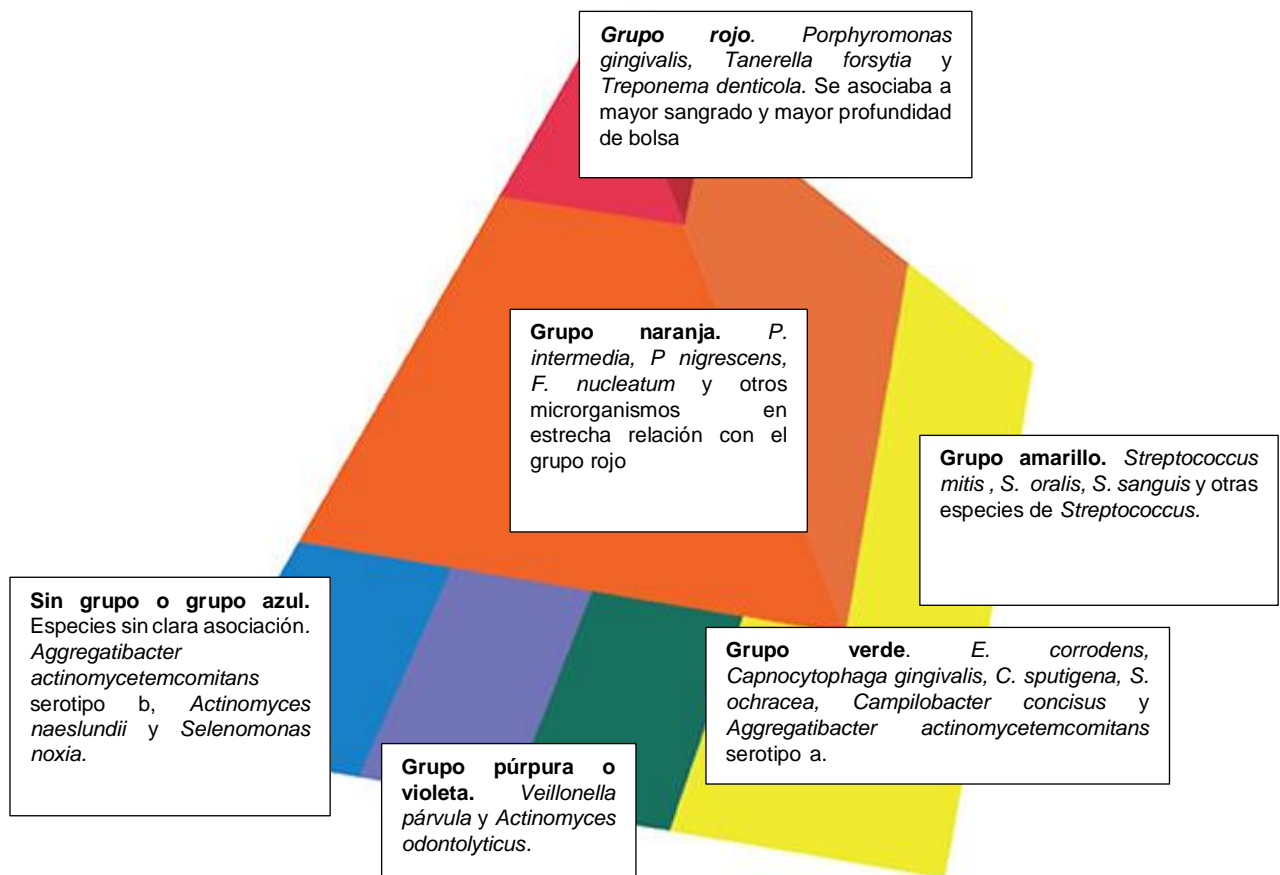 Grupo rojo. Porphyromonas
gingivalis, Tanerella forsytia y
Treponema denticola. Se asociaba a
mayor sangrado y mayor profundidad
de bolsa
Grupo naranja. P.
intermedia, P nigrescens,
F. nucleatum y otros
microrganismos en
estrecha relación con el
grupo rojo
Grupo amarillo. Streptococcus
mitis , S. oralis, S. sanguis y otras
especies de Streptococcus.
Sin grupo o grupo azul.
Especies sin clara asociación.
Aggregatibacter
actinomycetemcomitans
serotipo b, Actinomyces
naeslundii y Selenomonas
noxia.
Grupo verde. E. corrodens,
Capnocytophaga gingivalis, C. sputigena, S.
ochracea, Campilobacter concisus y
Aggregatibacter actinomycetemcomitans
serotipo a.
Grupo púrpura o
violeta. Veillonella
párvula y Actinomyces
odontolyticus.